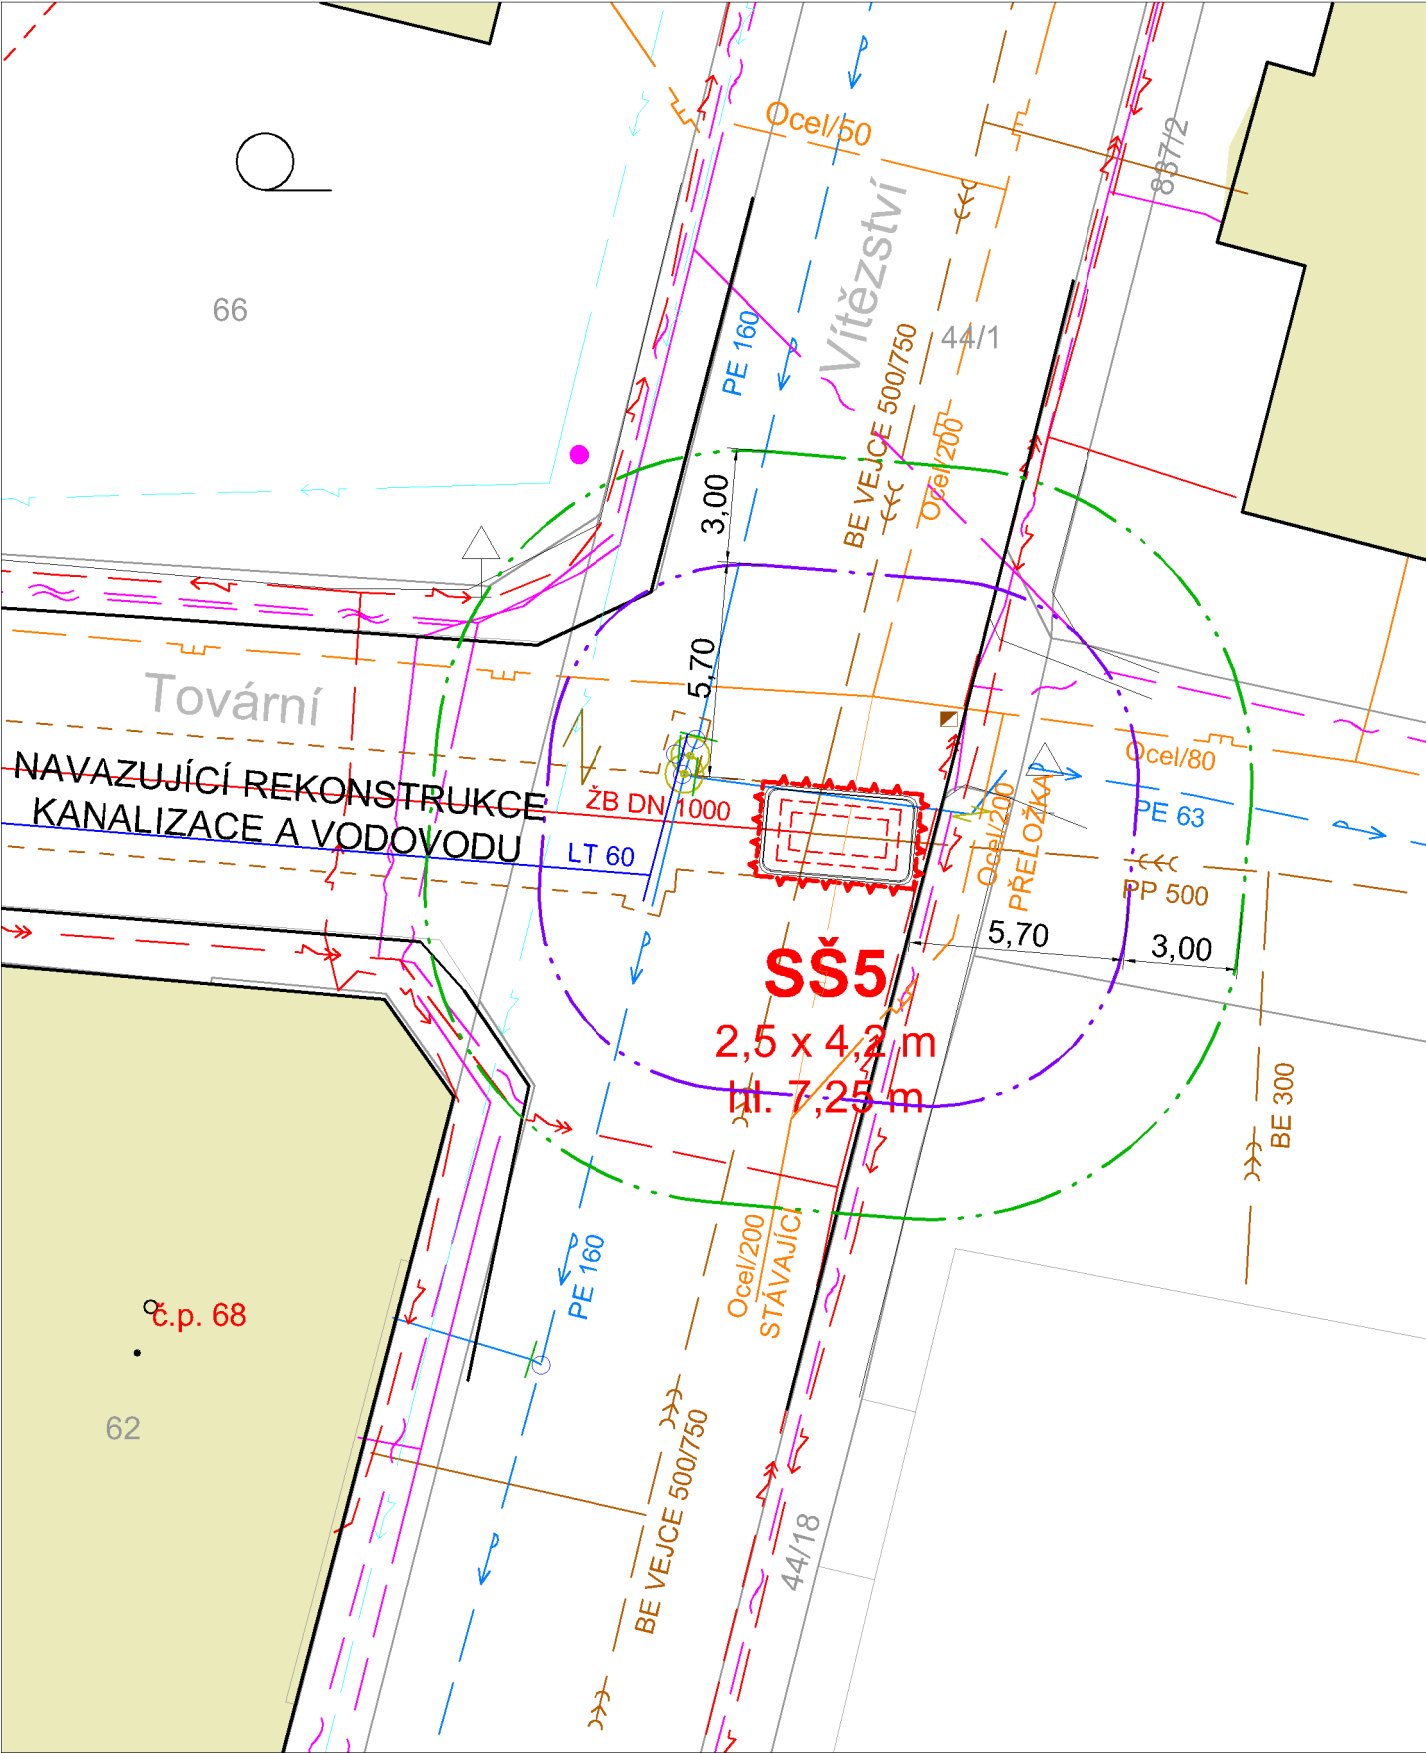 Ocel/50
837/2
Vítězství
66
PE 160
44/1
BE VEJCE 500/750
Ocel/200
3,00
5,70
Tovární
NAVAZUJÍCÍ REKONSTRUKCE
KANALIZACE A VODOVODU
ŽB DN 1000
LT 60
Ocel/80
PE 63
Ocel/200
PŘELOŽKA
PP 500
5,70
3,00
SŠ5
2,5 x 4,2 m
hl. 7,25 m
BE 300
PE 160
Ocel/200
STÁVAJÍCÍ
č.p. 68
62
BE VEJCE 500/750
44/18